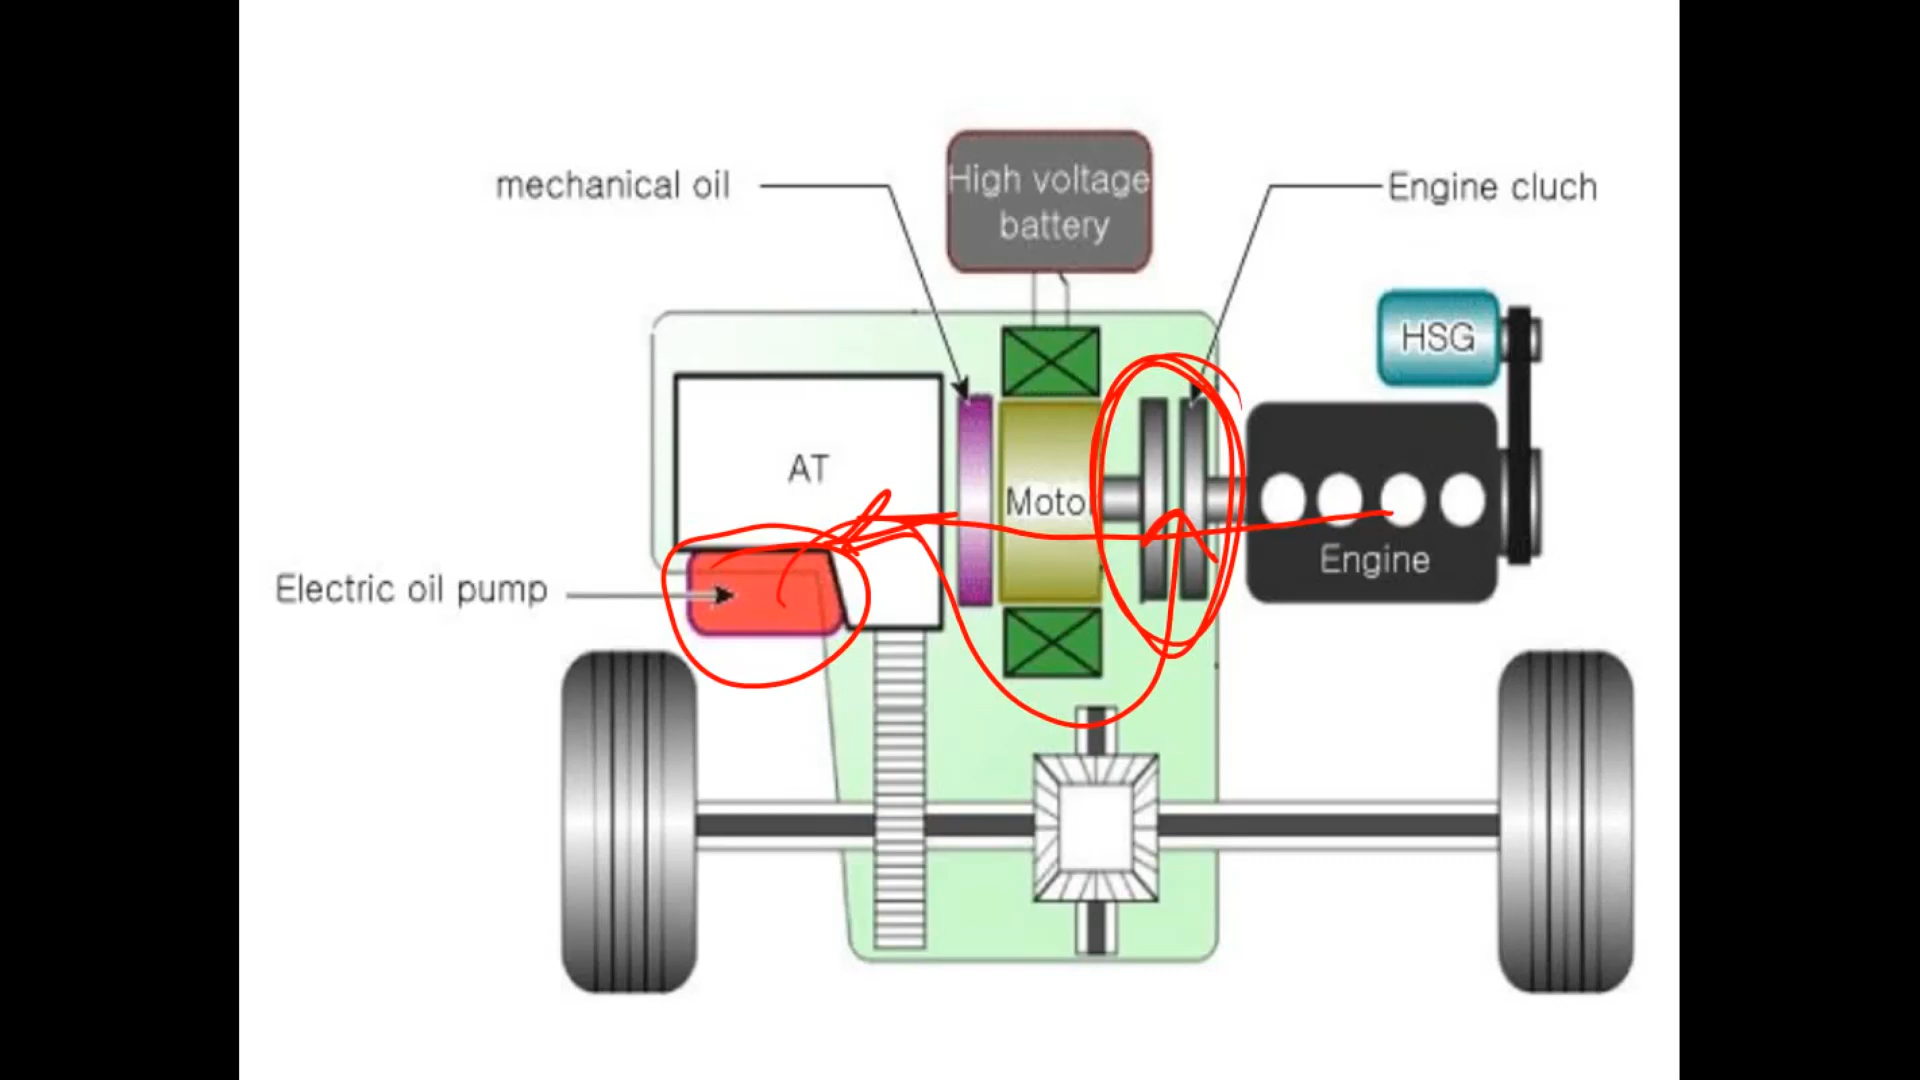 High voltage
battery
mechanical oil
Engine cluch
HSG
AT
Moto
Engine
Electric oil pump